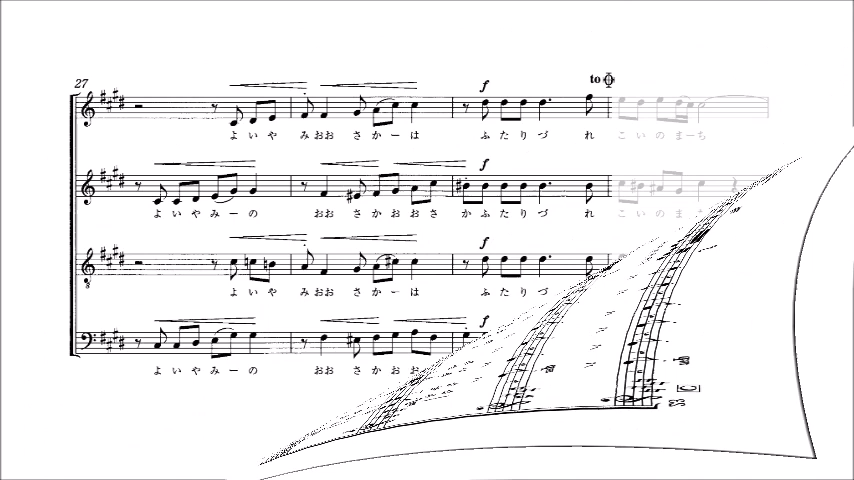 27
f
to
よ い や み おお さ か ー は ふ た り づ れ こ い の ま ー ち
f
よ い や み ー の おお さ か お お さ か ふ た り づ れ こ い の ま
f
よ い や み おお さ か ー は ふ た り づ
f
よ い や み ー の おお さ か お お